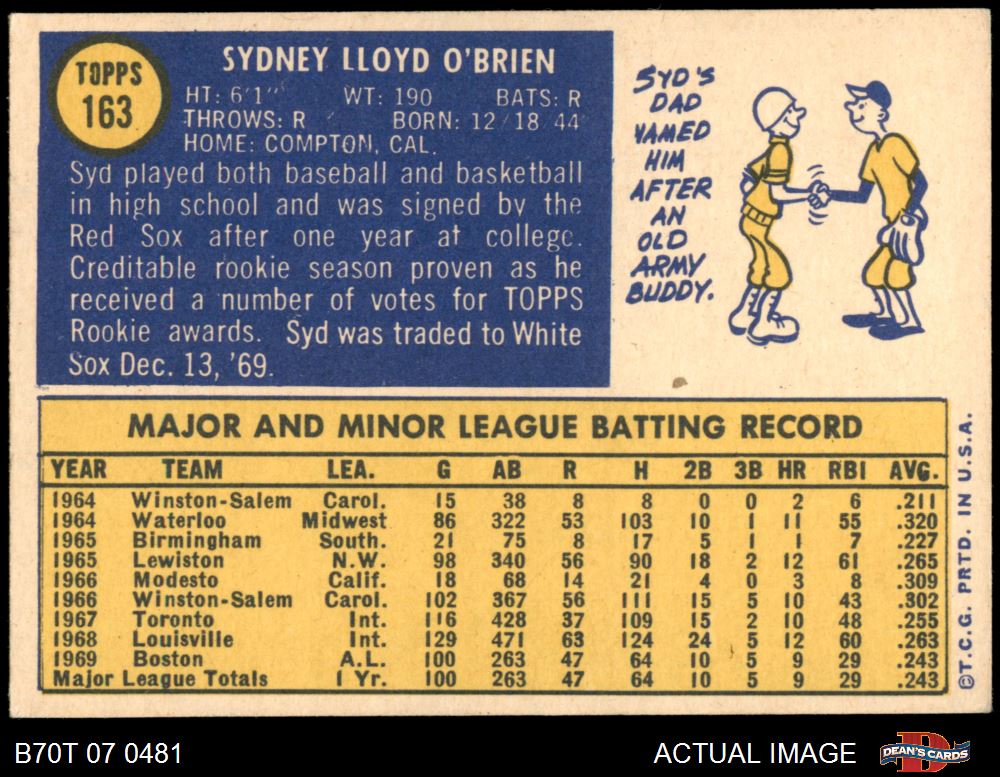 TOPPS
163
SYDNEY LLOYD O'BRIEN
HT: 6'1" WT: 190 BATS: R
THROWS: R BORN: 12 18 44
HOME: COMPTON, CAL.
Syd played both baseball and basketball
in high school and was signed by the
Red Sox after one year at college.
Creditable rookie season proven as he
received a number of votes for TOPPS
Rookie awards. Syd was traded to White
Sox Dec. 13, '69.
SYD'S
DAD
NAMED
HIM
AFTER
AN
OLD
ARMY
BUDDY.
MAJOR AND MINOR LEAGUE BATTING RECORD
YEAR TEAM LEA. G AB R H 2B 3B HR RBI AVG.
1964 Winston-Salem Carol. 15 38 8 8 0 0 2 6 .211
1964 Waterloo Midwest 86 322 53 103 10 1 11 55 .320
1965 Birmingham South. 21 75 8 17 5 1 1 7 .227
1965 Lewiston N.W. 98 340 56 90 18 2 12 61 .265
1966 Modesto Calif. 18 68 14 21 4 0 3 8 .309
1966 Winston-Salem Carol. 102 367 56 111 15 5 10 43 .302
1967 Toronto Int. 116 428 37 109 15 2 10 48 .255
1968 Louisville Int. 129 471 63 124 24 5 12 60 .263
1969 Boston A.L. 100 263 47 64 10 5 9 29 .243
Major League Totals 1 Yr. 100 263 47 64 10 5 9 29 .243
©T.C.G. PRTD. IN U.S.A.
B70T 07 0481
ACTUAL IMAGE
DEAN'S CARDS